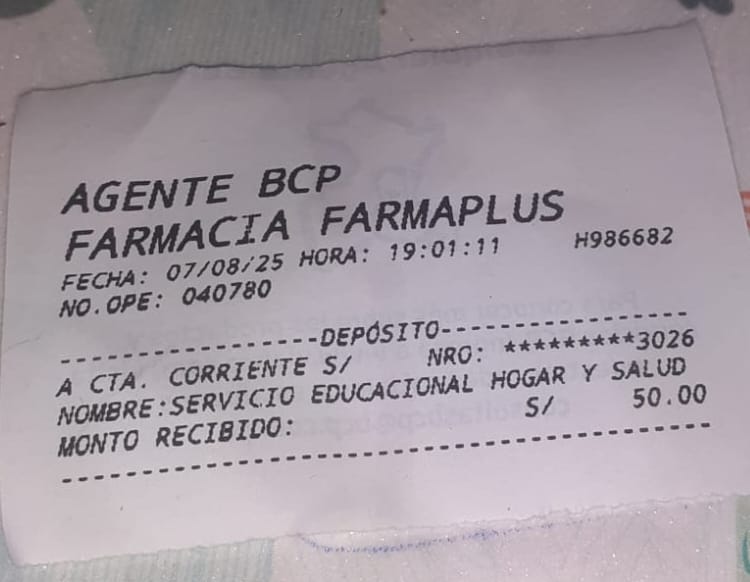 AGENTE BCP
FARMACIA FARMAPLUS
FECHA: 07/08/25 HORA: 19:01:11 H986682
NO.OPE: 040780
-----------------DEPÓSITO-----------------
A CTA. CORRIENTE S/ NRO: *********3026
NOMBRE:SERVICIO EDUCACIONAL HOGAR Y SALUD
MONTO RECIBIDO: S/ 50.00
------------------------------------------